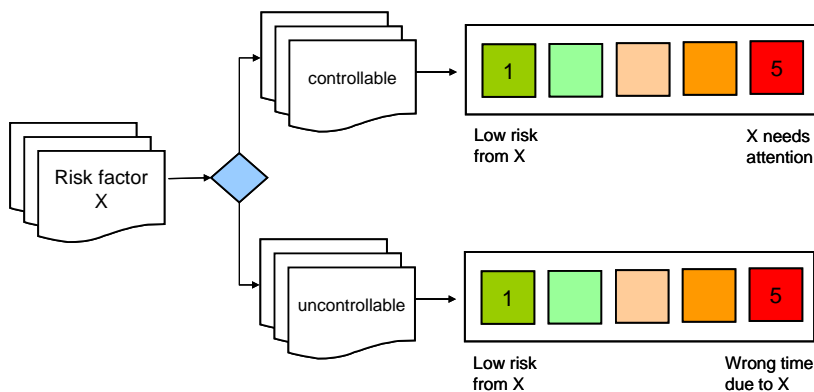 Risk factor
X
controllable
1
5
Low risk
from X
X needs
attention
uncontrollable
1
5
Low risk
from X
Wrong time
due to X